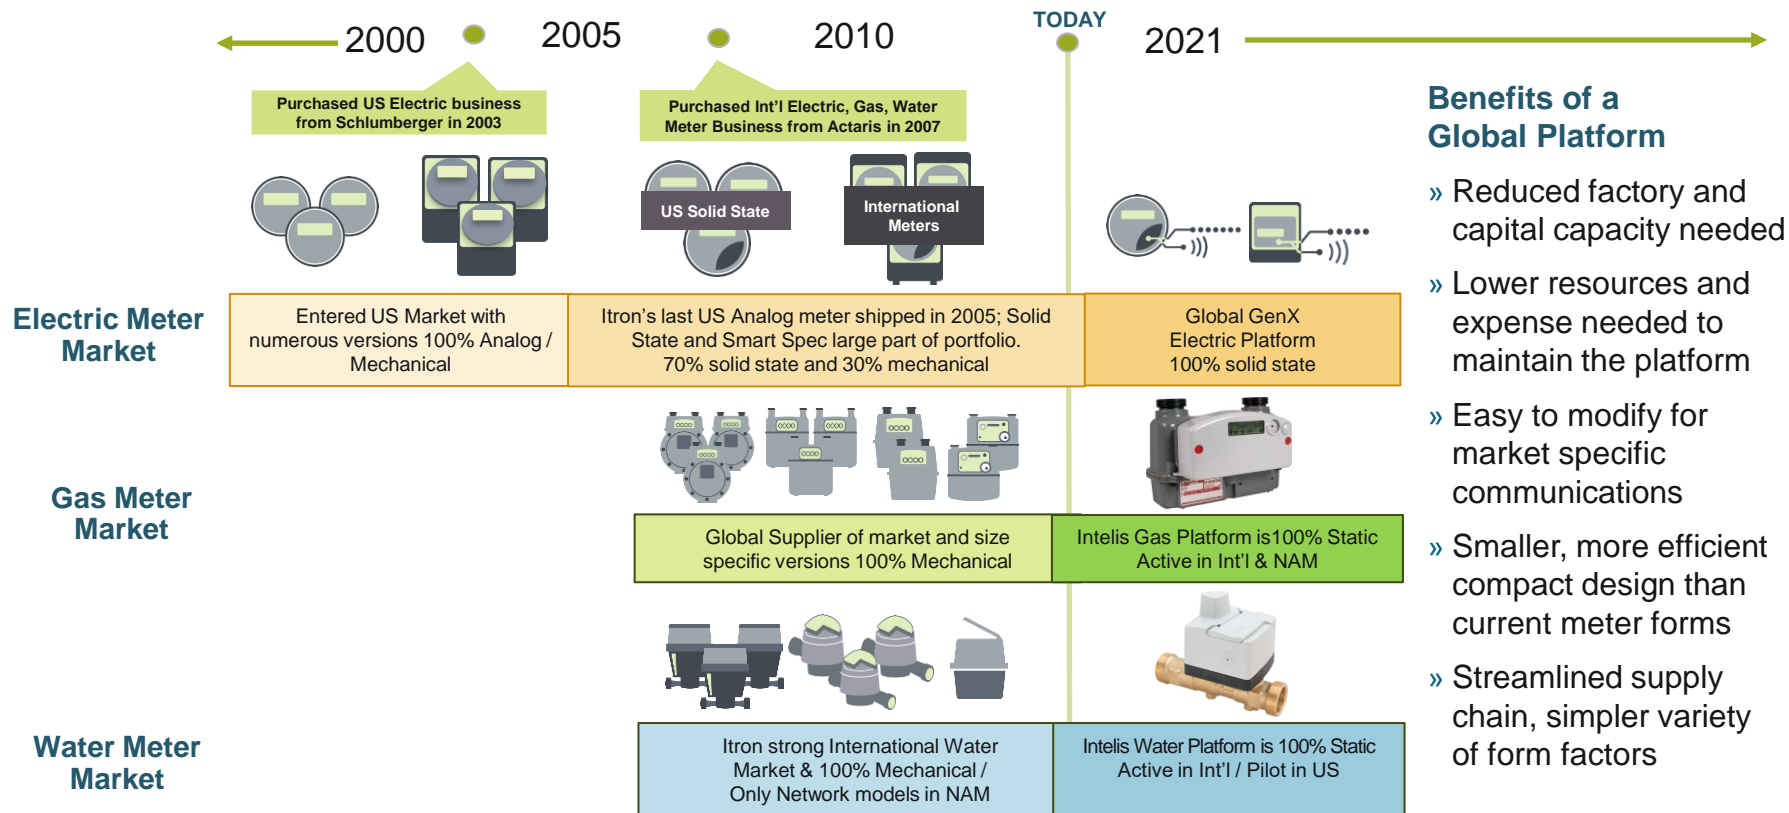 TODAY
2000
2005
2010
2021
Purchased US Electric business
from Schlumberger in 2003
Purchased Int'l Electric, Gas, Water
Meter Business from Actaris in 2007
US Solid State
International
Meters
Electric Meter
Market
Entered US Market with
numerous versions 100% Analog /
Mechanical
Itron's last US Analog meter shipped in 2005; Solid
State and Smart Spec large part of portfolio.
70% solid state and 30% mechanical
Global GenX
Electric Platform
100% solid state
Gas Meter
Market
Global Supplier of market and size
specific versions 100% Mechanical
Intelis Gas Platform is100% Static
Active in Int'l & NAM
Water Meter
Market
Itron strong International Water
Market & 100% Mechanical /
Only Network models in NAM
Intelis Water Platform is 100% Static
Active in Int'l / Pilot in US
Benefits of a
Global Platform
» Reduced factory and
capital capacity needed
» Lower resources and
expense needed to
maintain the platform
» Easy to modify for
market specific
communications
» Smaller, more efficient
compact design than
current meter forms
» Streamlined supply
chain, simpler variety
of form factors